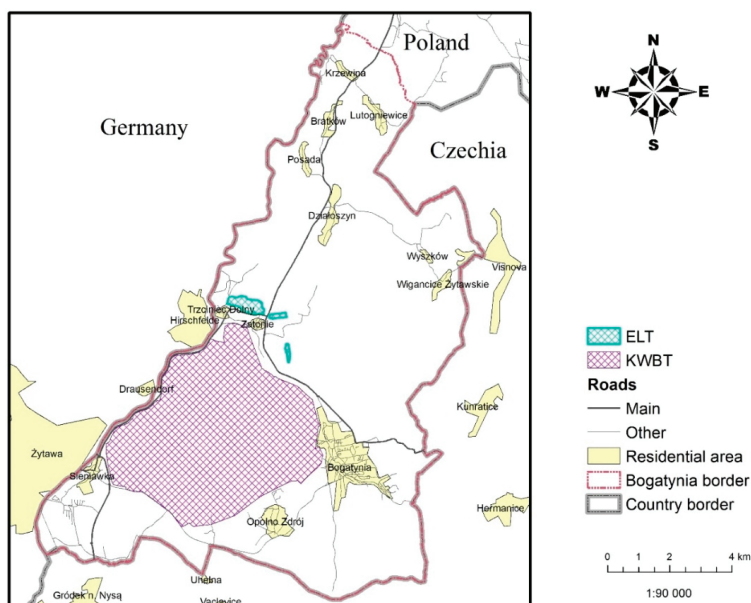 Poland
Krzewina
Lutogniewice
Bratków
Germany
Czechia
Posada
Działoszyn
Wyszków
Visnova
Wigancice Żytawskie
Trzciniec Dolny
Hirschfelde
Zatonie
Drausendorf
Kunratice
Żytawa
Sieniawka
Bogatynia
Hermanice
Opolno Zdrój
Uhelna
Gródek n. Nysą
Vaclavice
N
W E
S
ELT
KWBT
Roads
Main
Other
Residential area
Bogatynia border
Country border
0 1 2 4 km
1:90 000